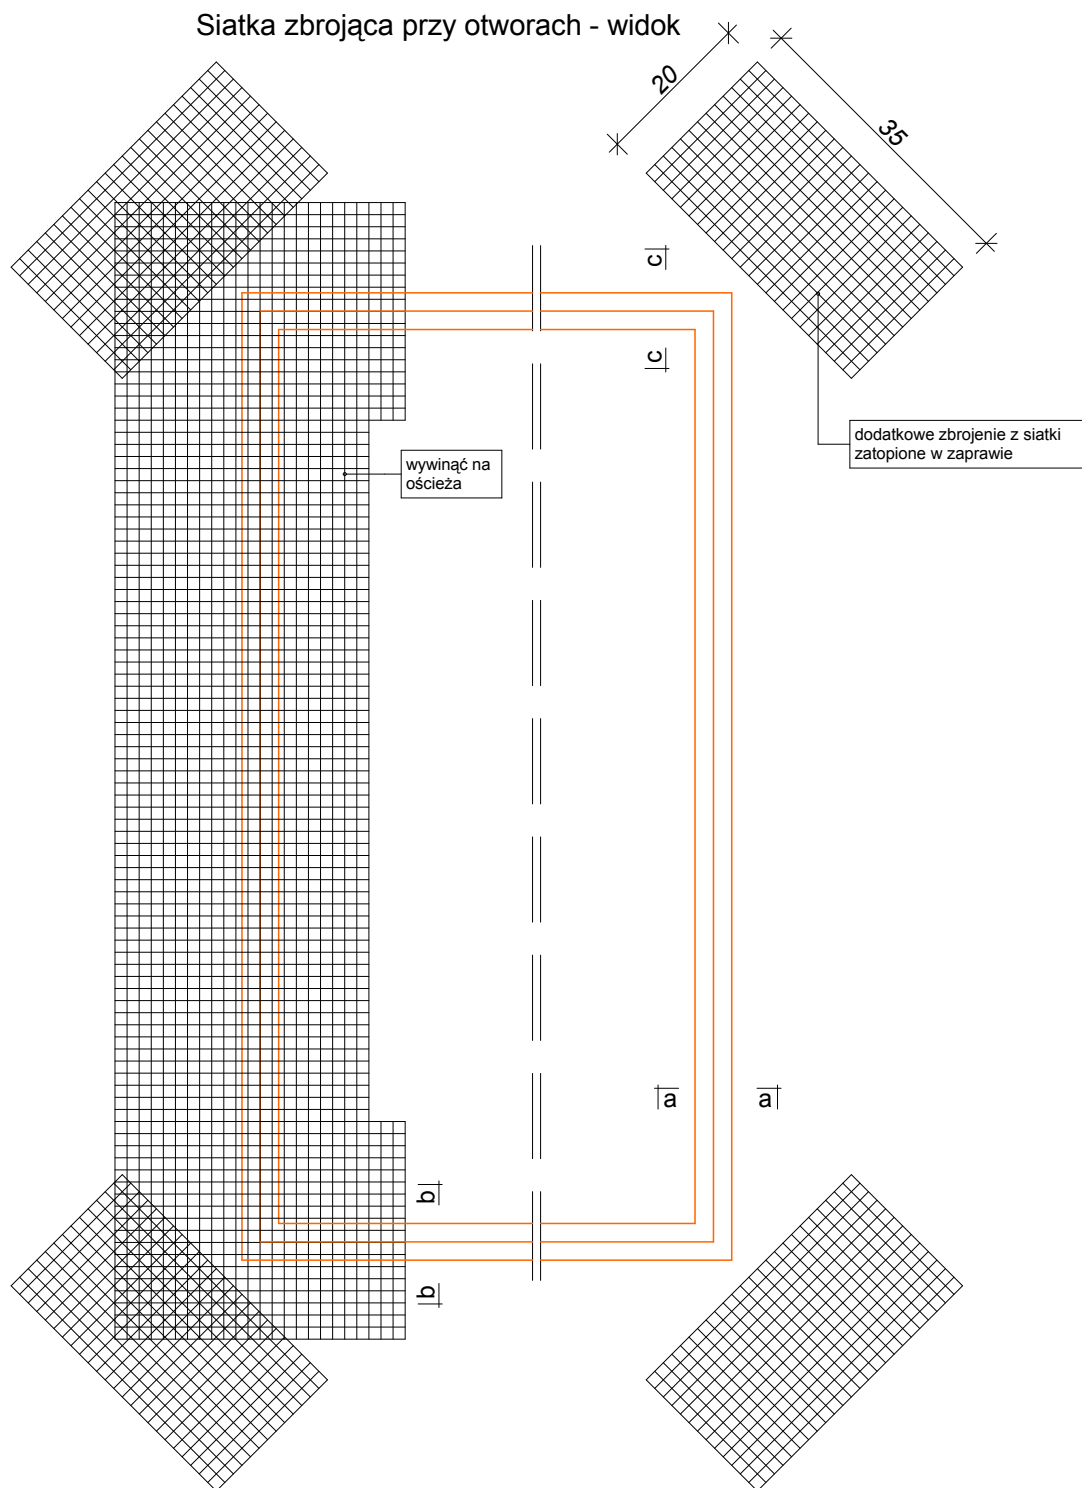 Siatka zbrojąca przy otworach - widok
20
35
c
c
dodatkowe zbrojenie z siatki
zatopione w zaprawie
wywinąć na
ościeża
a
a
b
b